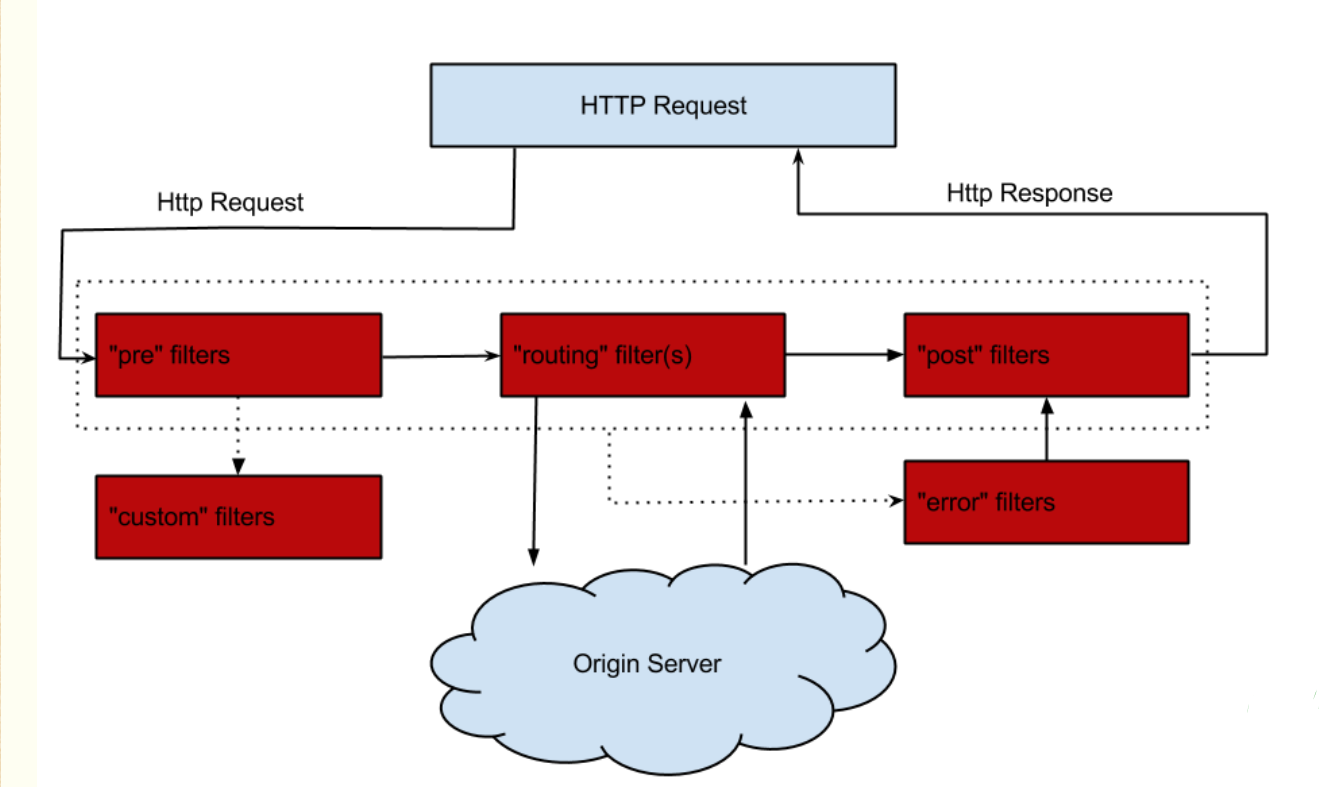 HTTP Request
Http Request
Http Response
"pre" filters
"routing" filter(s)
"post" filters
"custom" filters
"error" filters
Origin Server